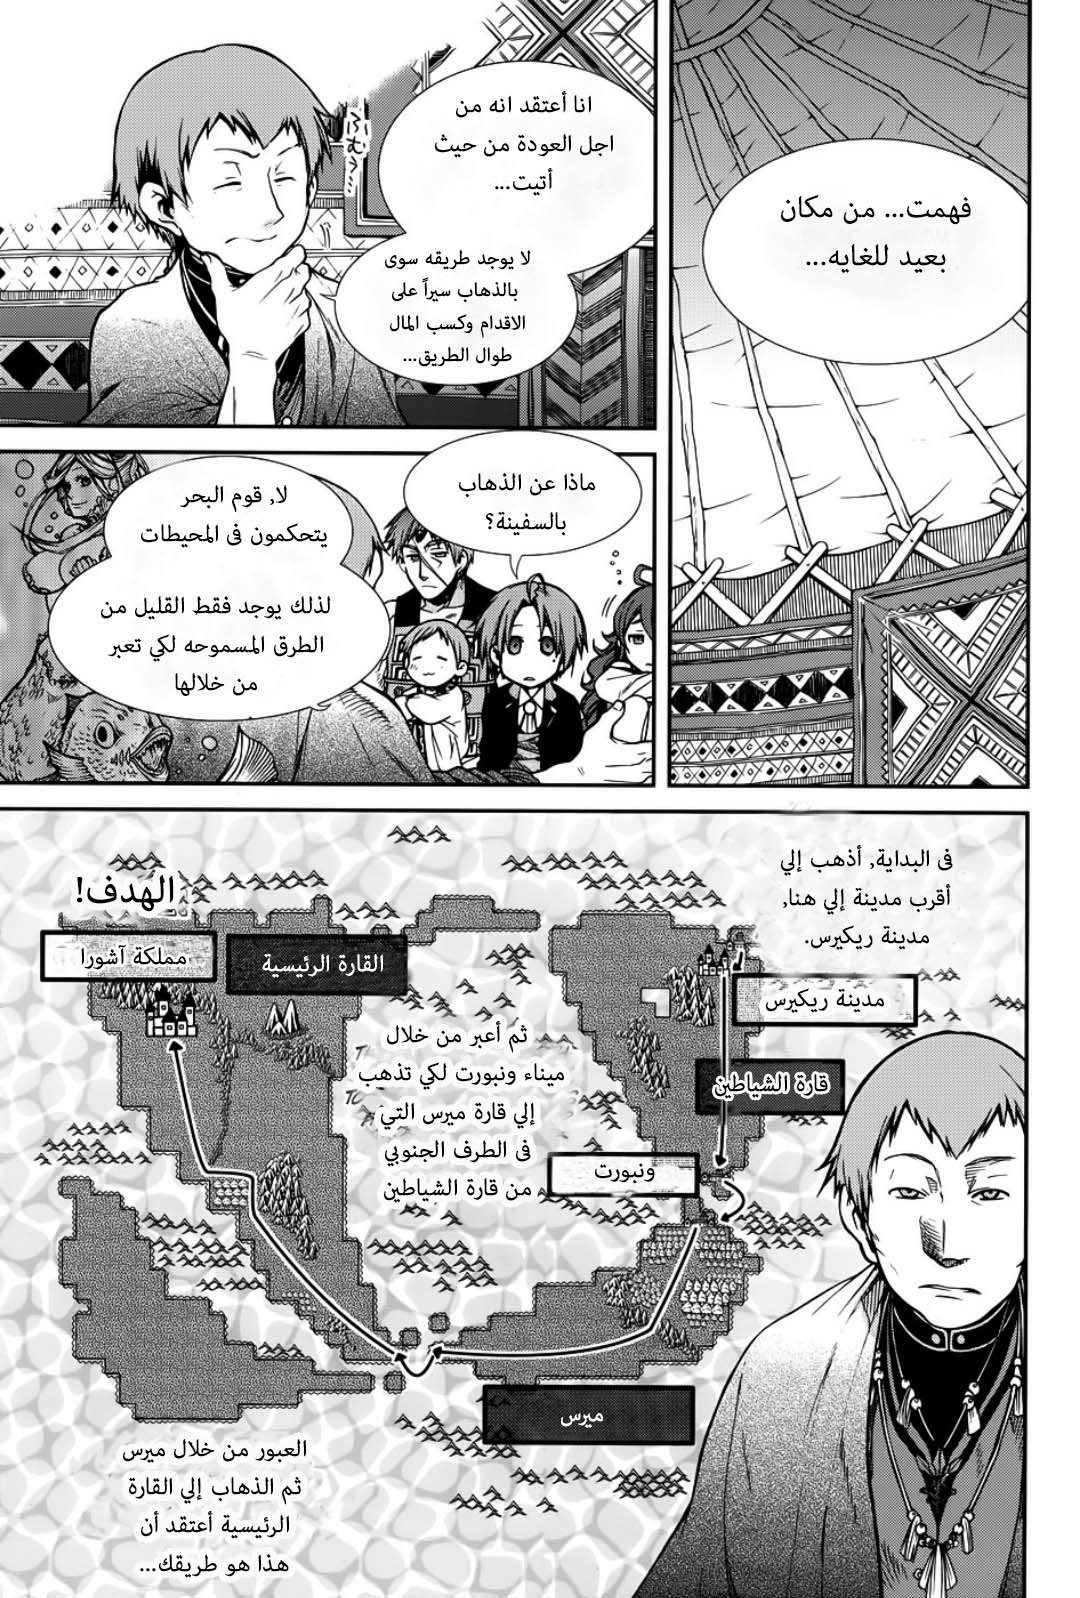 فهمت... من مكان
بعيد للغايه...
انا أعتقد انه من
اجل العودة من حيث
أتيت...
لا يوجد طريقه سوى
بالذهاب سيراً على
الاقدام وكسب المال
طوال الطريق...
ماذا عن الذهاب
بالسفينة؟
لا, قوم البحر
يتحكمون فى المحيطات
لذلك يوجد فقط القليل من
الطرق المسموحه لكي تعبر
من خلالها
فى البداية, أذهب إلي
أقرب مدينة إلي هنا,
مدينة ريكيرس.
الهدف!
مملكة آشورا
القارة الرئيسية
مدينة ريكيرس
قارة الشياطين
ثم أعبر من خلال
ميناء ونبورت لكي تذهب
إلي قارة ميرس التي
فى الطرف الجنوبي
من قارة الشياطين
ونبورت
ميرس
العبور من خلال ميرس
ثم الذهاب إلي القارة
الرئيسية أعتقد أن
هذا هو طريقك...